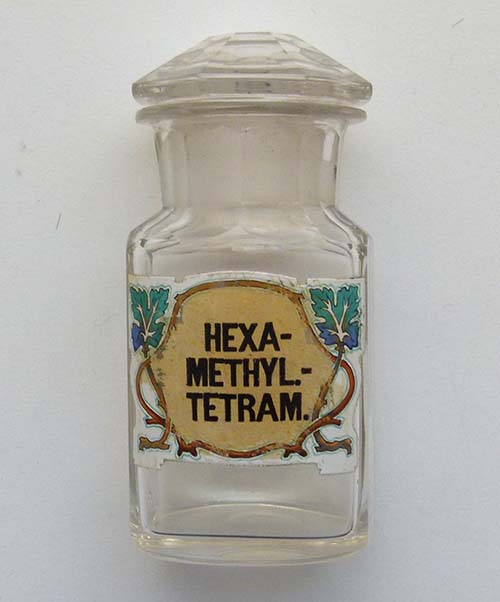 HEXA-
METHYL.-
TETRAM.